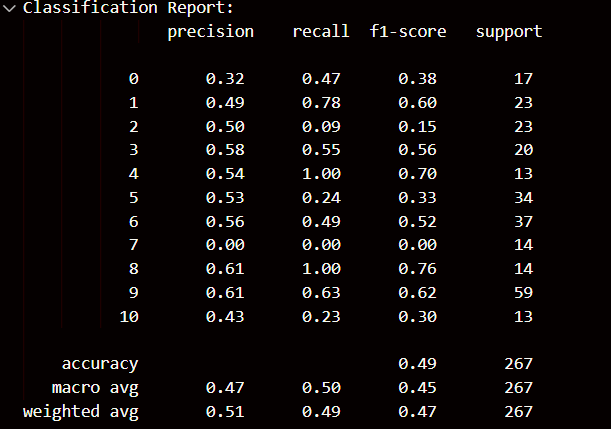 Classification Report:
precision recall f1-score support
0 0.32 0.47 0.38 17
1 0.49 0.78 0.60 23
2 0.50 0.09 0.15 23
3 0.58 0.55 0.56 20
4 0.54 1.00 0.70 13
5 0.53 0.24 0.33 34
6 0.56 0.49 0.52 37
7 0.00 0.00 0.00 14
8 0.61 1.00 0.76 14
9 0.61 0.63 0.62 59
10 0.43 0.23 0.30 13
accuracy 0.49 267
macro avg 0.47 0.50 0.45 267
weighted avg 0.51 0.49 0.47 267